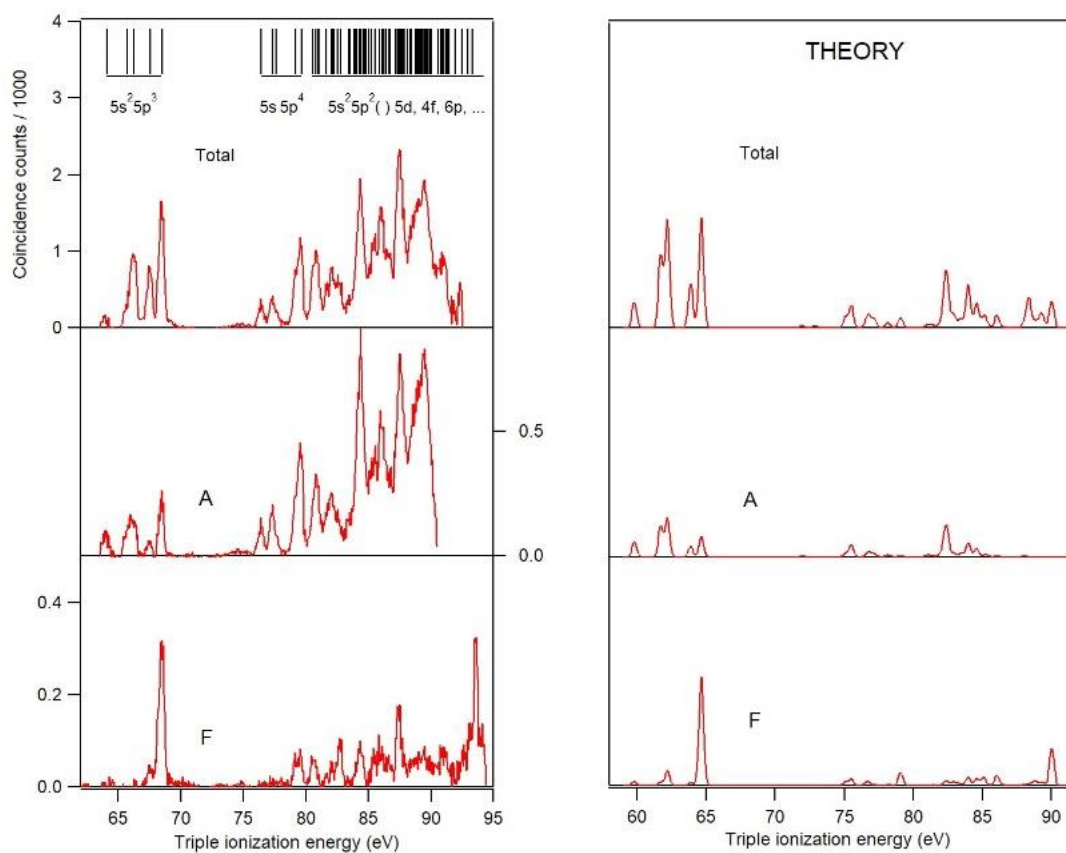 4
3
2
1
0
Coincidence counts / 1000
5s²5p³
5s 5p⁴
5s²5p²( ) 5d, 4f, 6p, ...
Total
A
0.5
0.0
F
0.4
0.2
0.0
65 70 75 80 85 90 95
Triple ionization energy (eV)
THEORY
Total
A
F
60 65 70 75 80 85 90
Triple ionization energy (eV)